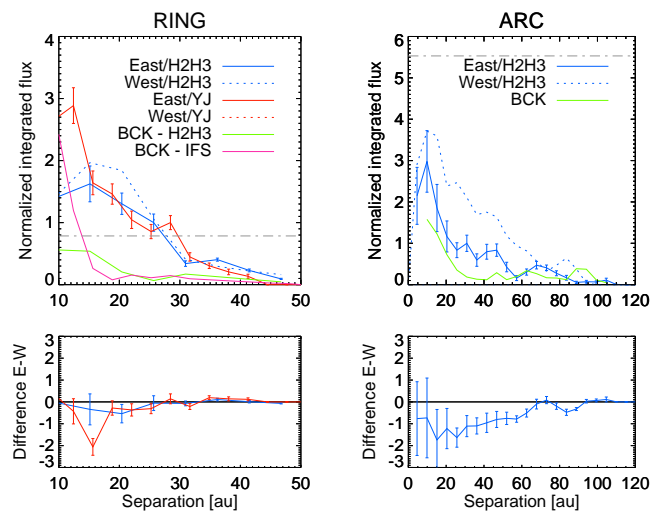 RING
4
3
2
1
0
Normalized integrated flux
East/H2H3
West/H2H3
East/YJ
West/YJ
BCK - H2H3
BCK - IFS
10 20 30 40 50
3
2
1
0
-1
-2
-3
Difference E-W
10 20 30 40 50
Separation [au]
ARC
6
5
4
3
2
1
0
Normalized integrated flux
East/H2H3
West/H2H3
BCK
0 20 40 60 80 100 120
3
2
1
0
-1
-2
-3
Difference E-W
0 20 40 60 80 100 120
Separation [au]